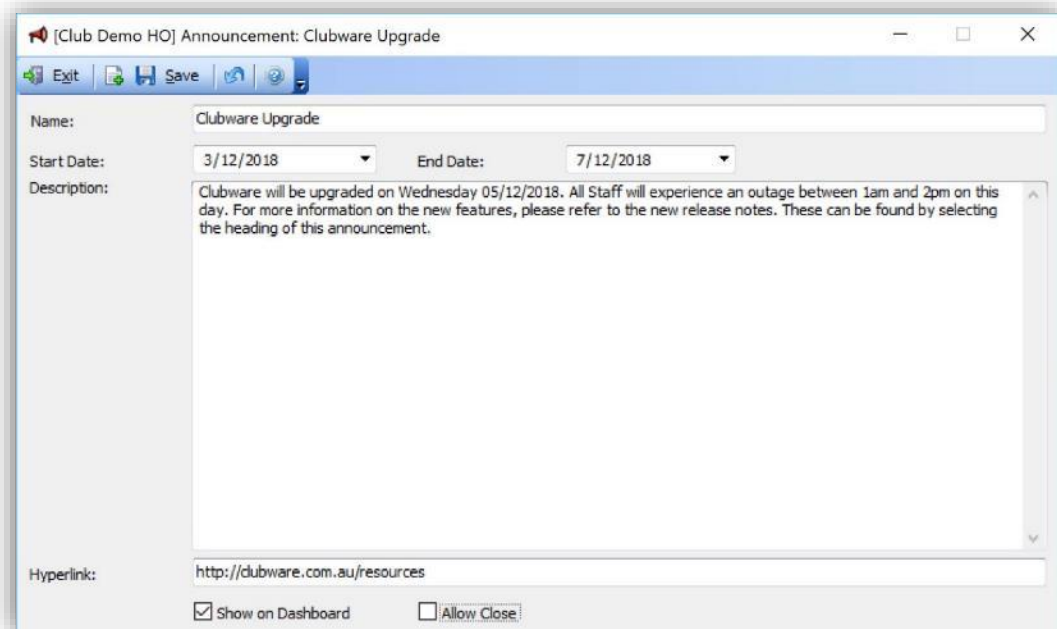 [Club Demo HO] Announcement: Clubware Upgrade
Exit Save
Name: Clubware Upgrade
Start Date: 3/12/2018 End Date: 7/12/2018
Description: Clubware will be upgraded on Wednesday 05/12/2018. All Staff will experience an outage between 1am and 2pm on this
day. For more information on the new features, please refer to the new release notes. These can be found by selecting
the heading of this announcement.
Hyperlink: http://clubware.com.au/resources
Show on Dashboard Allow Close